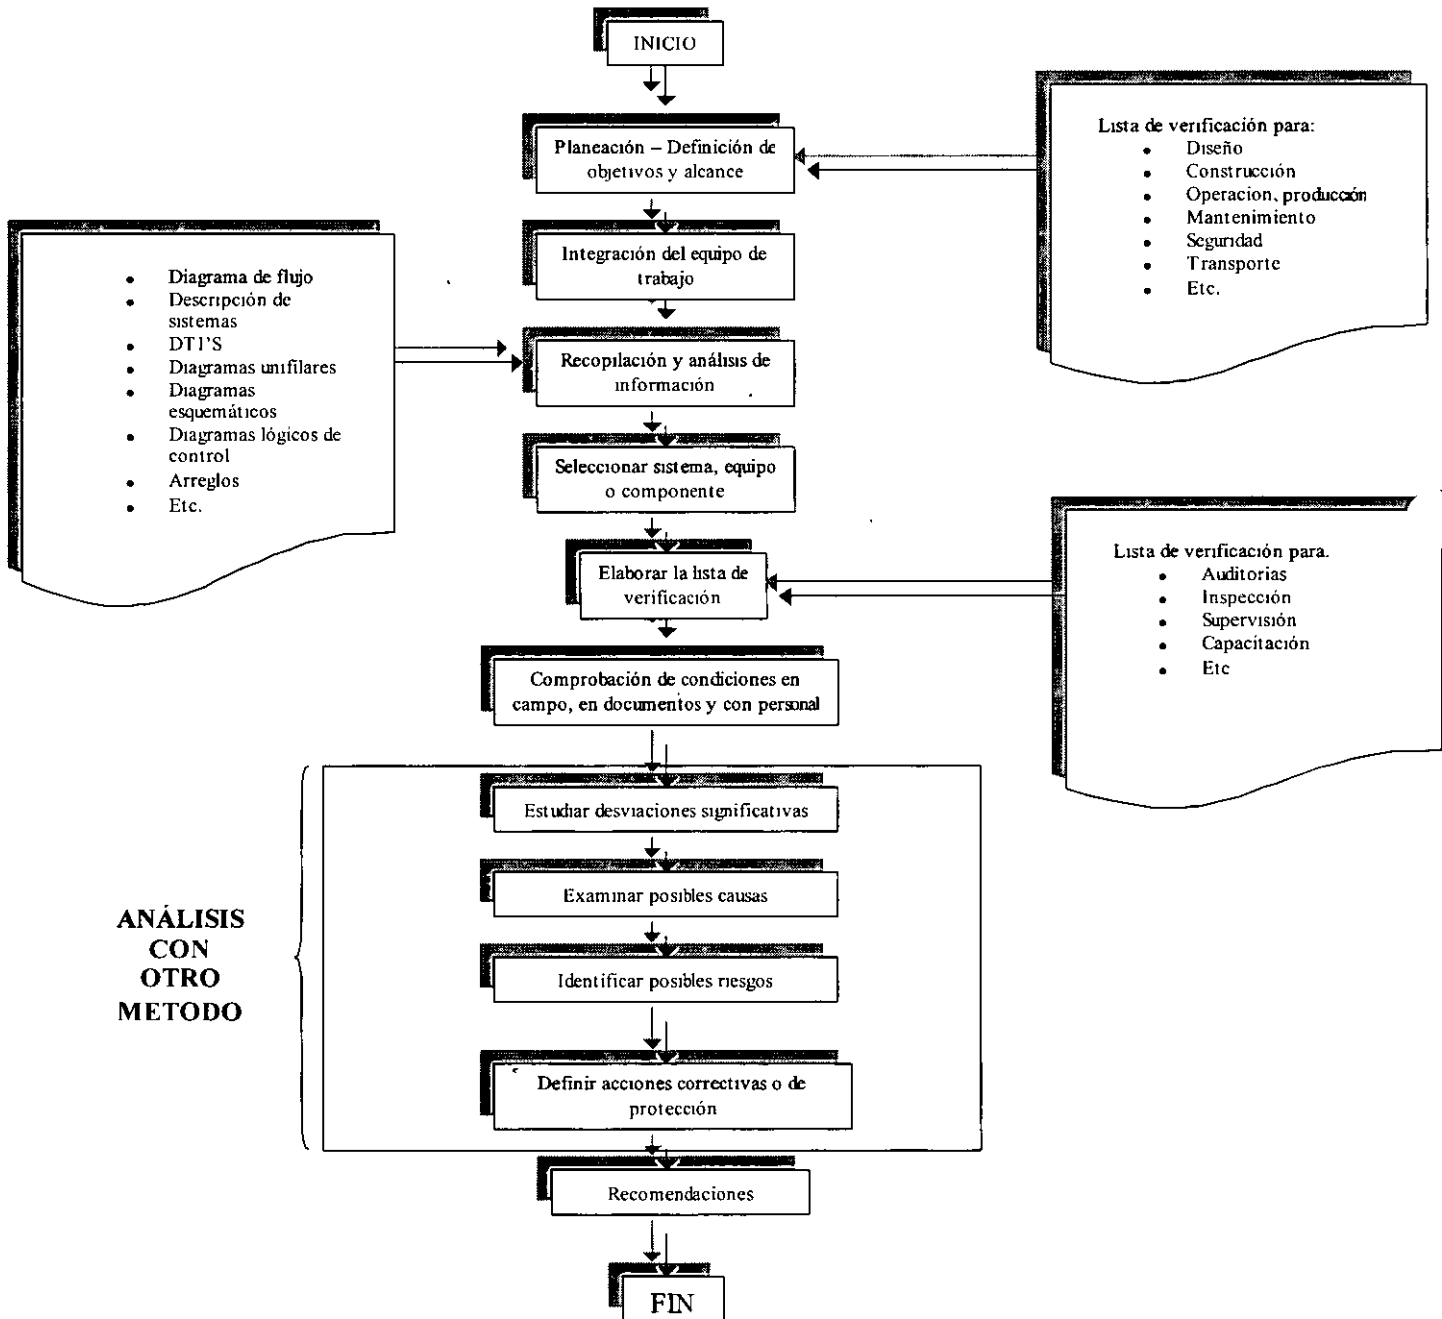 INICIO
Planeación – Definición de
objetivos y alcance
Lista de verificación para:
• Diseño
• Construcción
• Operacion, producción
• Mantenimiento
• Seguridad
• Transporte
• Etc.
Integración del equipo de
trabajo
• Diagrama de flujo
• Descripción de
sistemas
• DTI'S
• Diagramas unifilares
• Diagramas
esquemáticos
• Diagramas lógicos de
control
• Arreglos
• Etc.
Recopilación y análisis de
información
Seleccionar sistema, equipo
o componente
Elaborar la lista de
verificación
Lista de verificación para.
• Auditorias
• Inspección
• Supervisión
• Capacitación
• Etc
Comprobación de condiciones en
campo, en documentos y con personal
ANÁLISIS
CON
OTRO
METODO
Estudiar desviaciones significativas
Examinar posibles causas
Identificar posibles riesgos
Definir acciones correctivas o de
protección
Recomendaciones
FIN